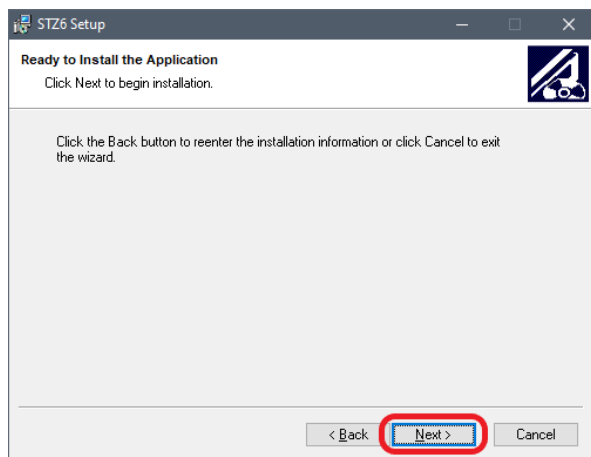 STZ6 Setup
Ready to Install the Application
Click Next to begin installation.
Click the Back button to reenter the installation information or click Cancel to exit
the wizard.
< Back
Next >
Cancel